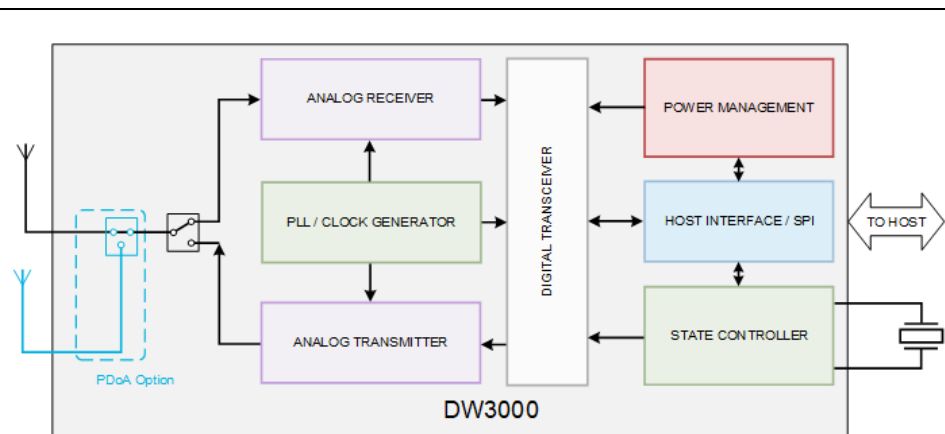 ANALOG RECEIVER
POWER MANAGEMENT
PLL / CLOCK GENERATOR
DIGITAL TRANSCEIVER
HOST INTERFACE / SPI
TO HOST
ANALOG TRANSMITTER
STATE CONTROLLER
PDoA Option
DW3000